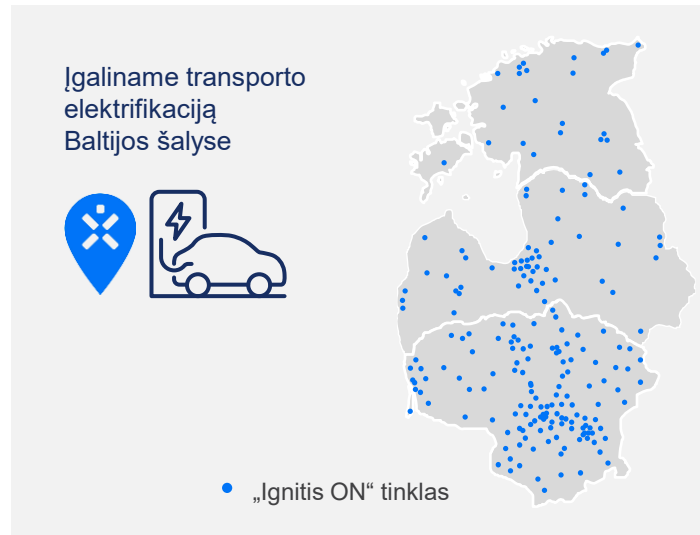 Įgaliname transporto
elektrifikaciją
Baltijos šalyse
„Ignitis ON“ tinklas